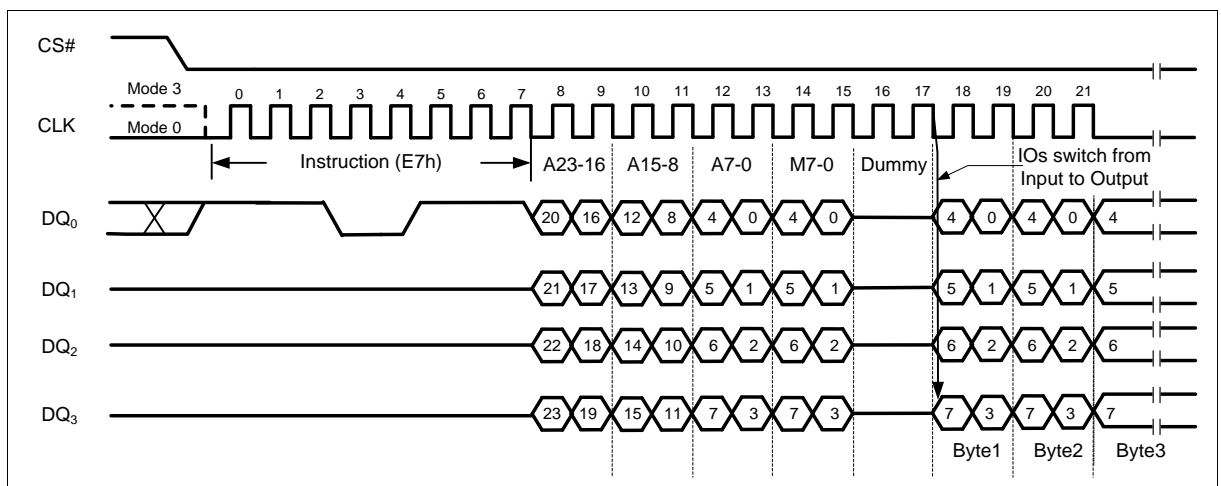 CS#
Mode 3
0 1 2 3 4 5 6 7 8 9 10 11 12 13 14 15 16 17 18 19 20 21
CLK
Mode 0
Instruction (E7h) A23-16 A15-8 A7-0 M7-0 Dummy IOs switch from
Input to Output
DQ0 20 16 12 8 4 0 4 0 4 0 4 0 4
DQ1 21 17 13 9 5 1 5 1 5 1 5 1 5
DQ2 22 18 14 10 6 2 6 2 6 2 6 2 6
DQ3 23 19 15 11 7 3 7 3 7 3 7 3 7
Byte1 Byte2 Byte3